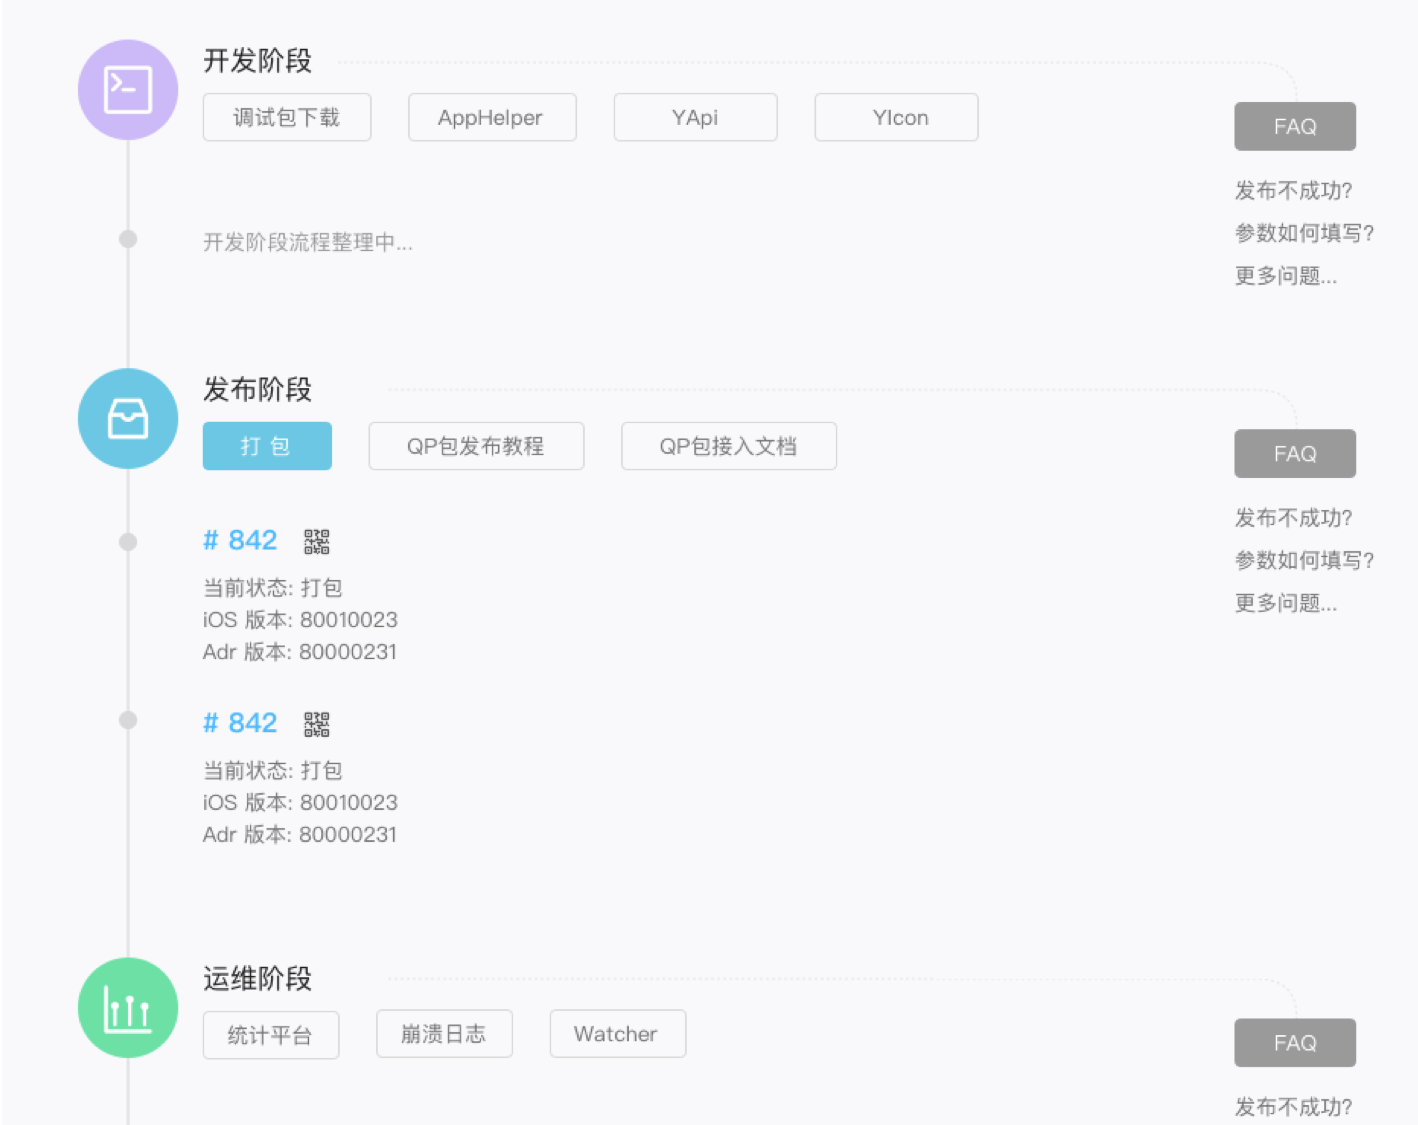 开发阶段
调试包下载 AppHelper YApi YIcon
FAQ
发布不成功?
参数如何填写?
更多问题...
开发阶段流程整理中...
发布阶段
打 包 QP包发布教程 QP包接入文档
FAQ
发布不成功?
参数如何填写?
更多问题...
# 842
当前状态: 打包
iOS 版本: 80010023
Adr 版本: 80000231
# 842
当前状态: 打包
iOS 版本: 80010023
Adr 版本: 80000231
运维阶段
统计平台 崩溃日志 Watcher
FAQ
发布不成功?